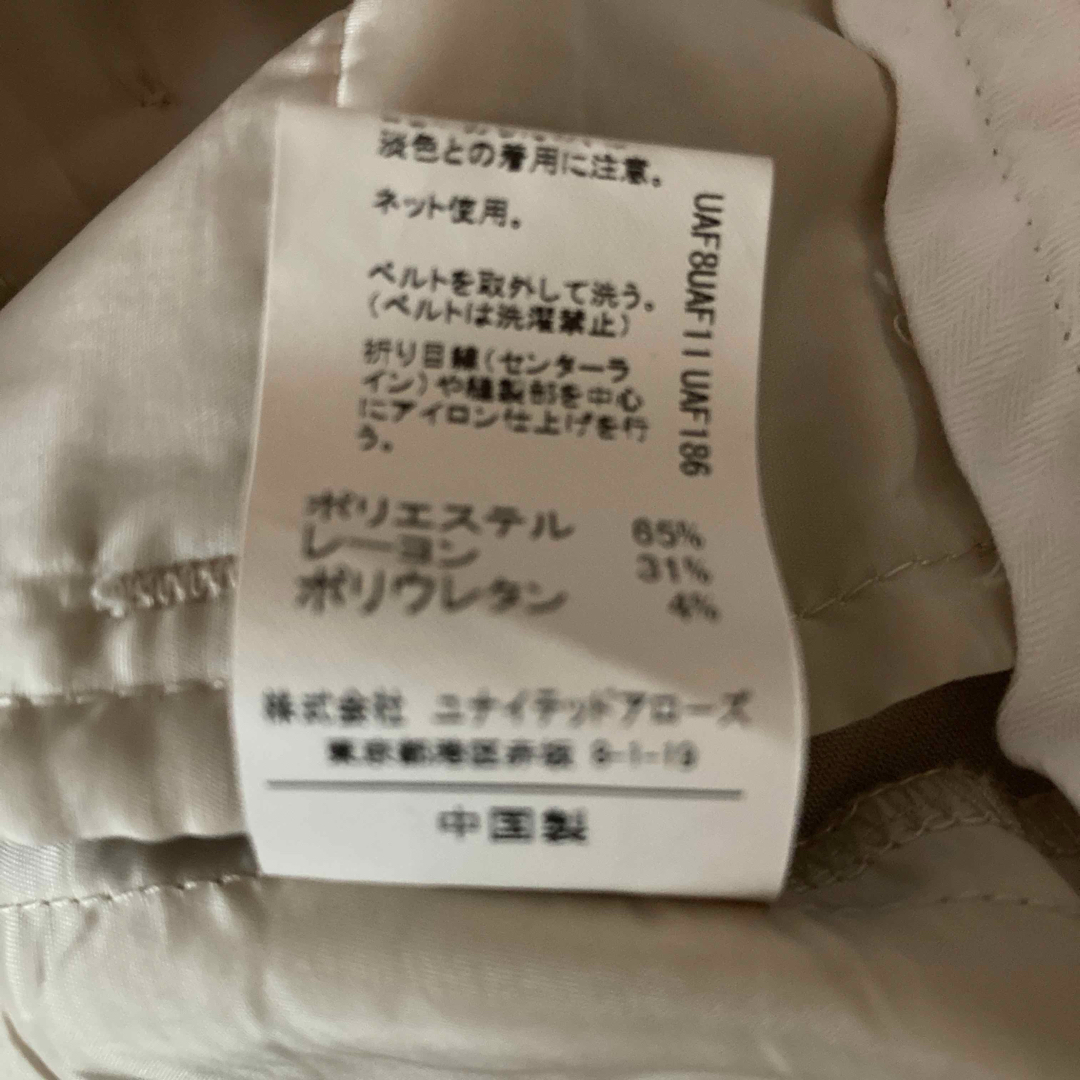 淡色との着用に注意。
ネット使用。
ベルトを取外して洗う。
(ベルトは洗濯禁止)
折り目線(センターラ
イン)や縫製部を中心
にアイロン仕上げを行
う。
ポリエステル 65%
レーヨン 31%
ポリウレタン 4%
株式会社 ユナイテッドアローズ
東京都港区赤坂 8-1-19
中国製
UAF8UAF11 UAF186